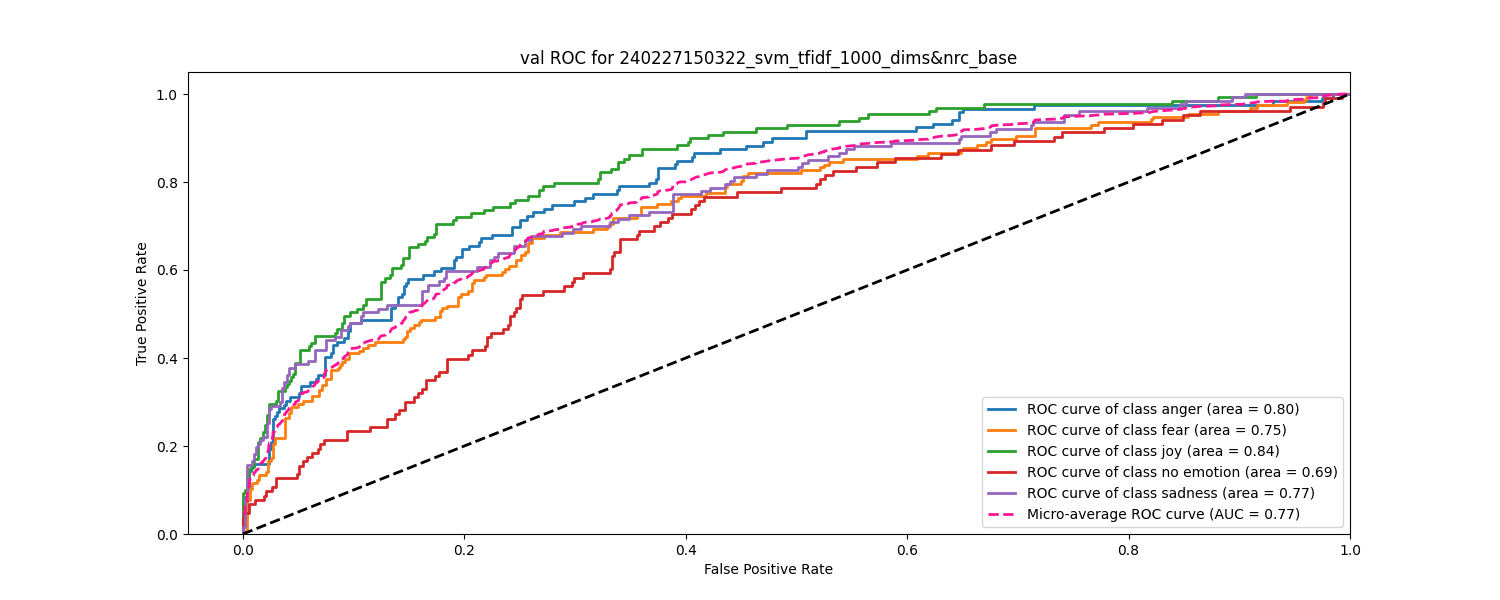 val ROC for 240227150322_svm_tfidf_1000_dims&nrc_base
True Positive Rate
1.0
0.8
0.6
0.4
0.2
0.0
ROC curve of class anger (area = 0.80)
ROC curve of class fear (area = 0.75)
ROC curve of class joy (area = 0.84)
ROC curve of class no emotion (area = 0.69)
ROC curve of class sadness (area = 0.77)
Micro-average ROC curve (AUC = 0.77)
0.0 0.2 0.4 0.6 0.8 1.0
False Positive Rate